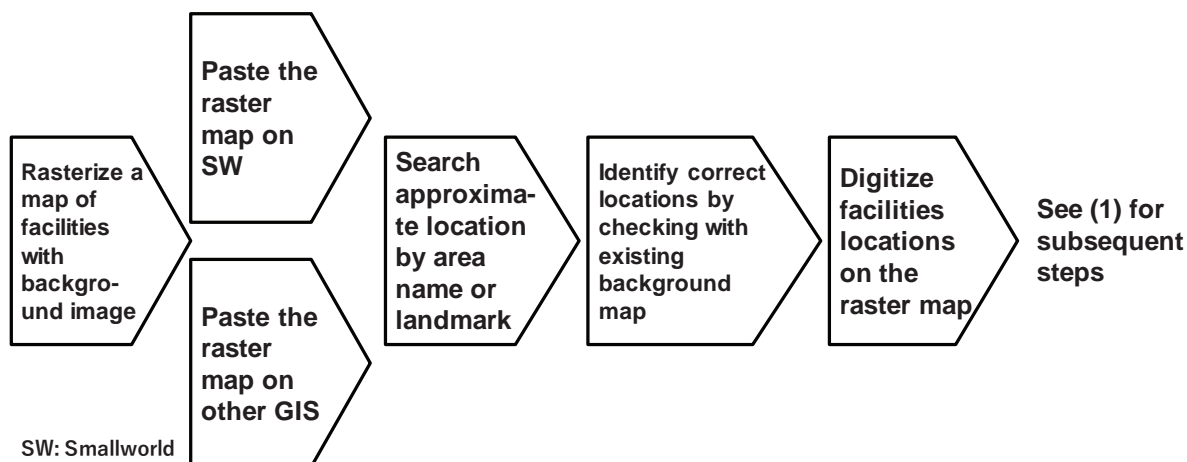 Rasterize a
map of
facilities
with
backgro-
und image
Paste the
raster
map on
SW
Paste the
raster
map on
other GIS
Search
approxima-
te location
by area
name or
landmark
Identify correct
locations by
checking with
existing
background
map
Digitize
facilities
locations
on the
raster map
See (1) for
subsequent
steps
SW: Smallworld